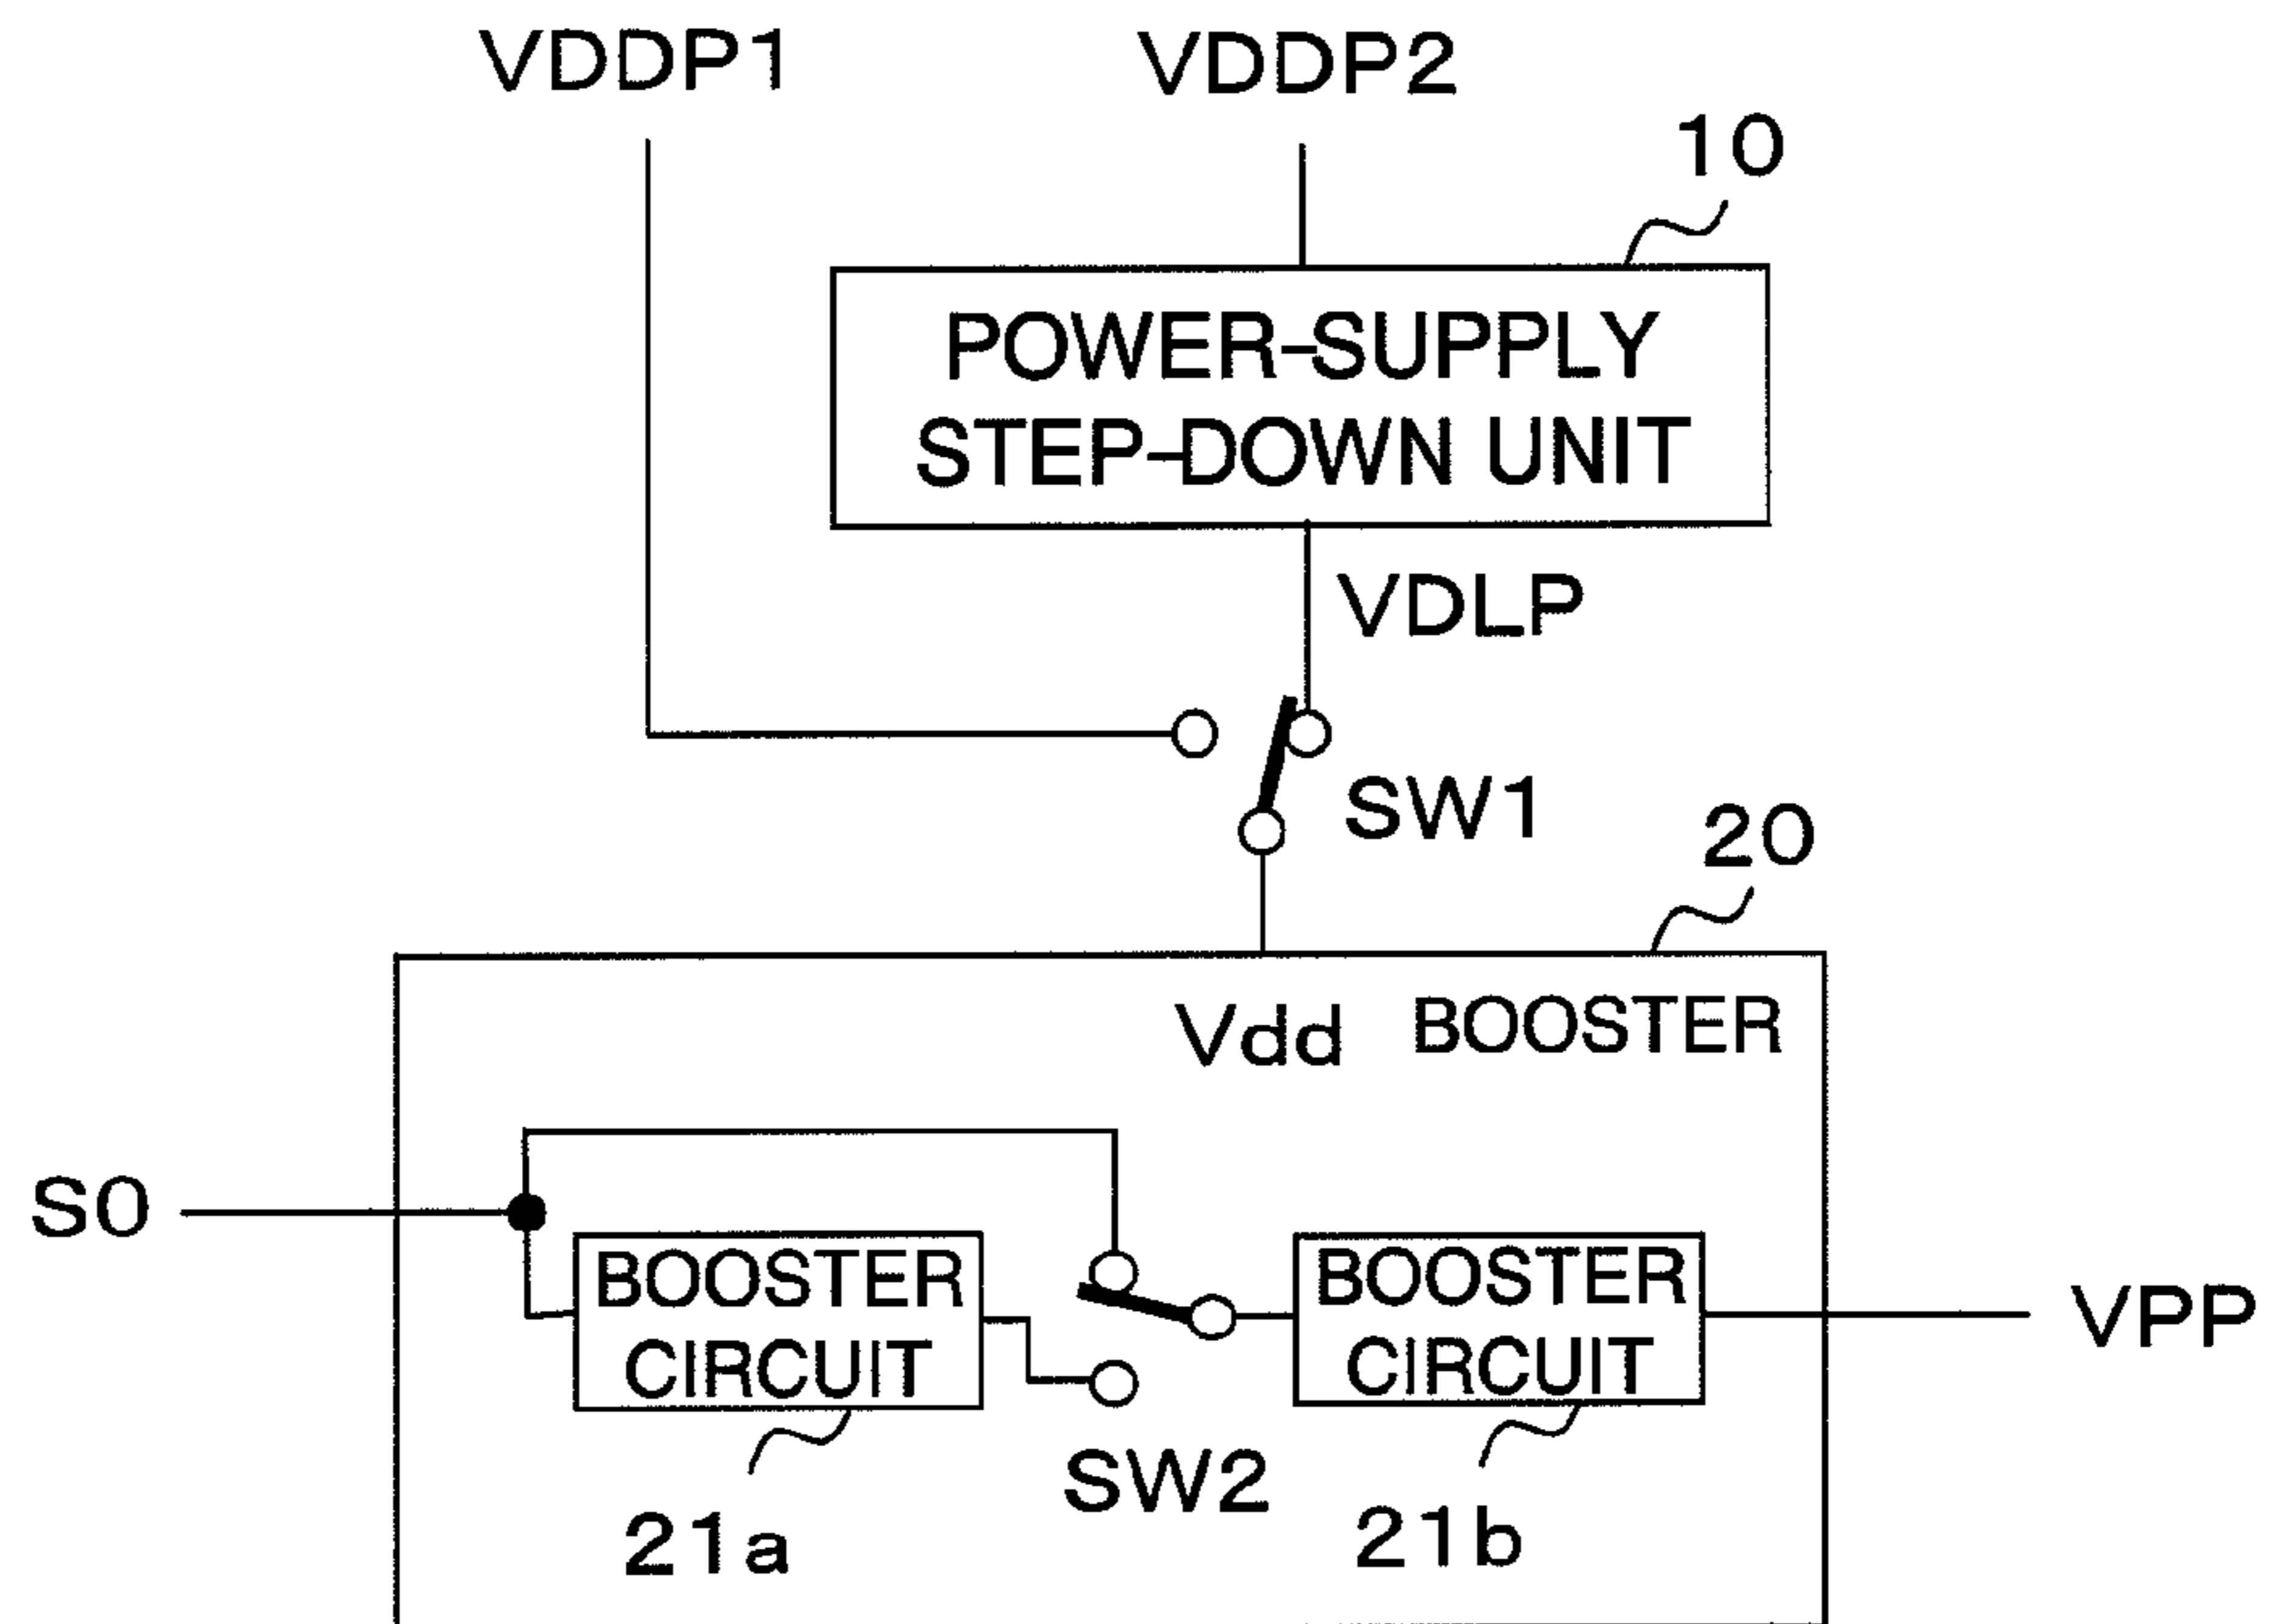 VDDP1
VDDP2
10
POWER-SUPPLY
STEP-DOWN UNIT
VDLP
SW1
20
Vdd
BOOSTER
S0
BOOSTER
CIRCUIT
BOOSTER
CIRCUIT
VPP
SW2
21a
21b